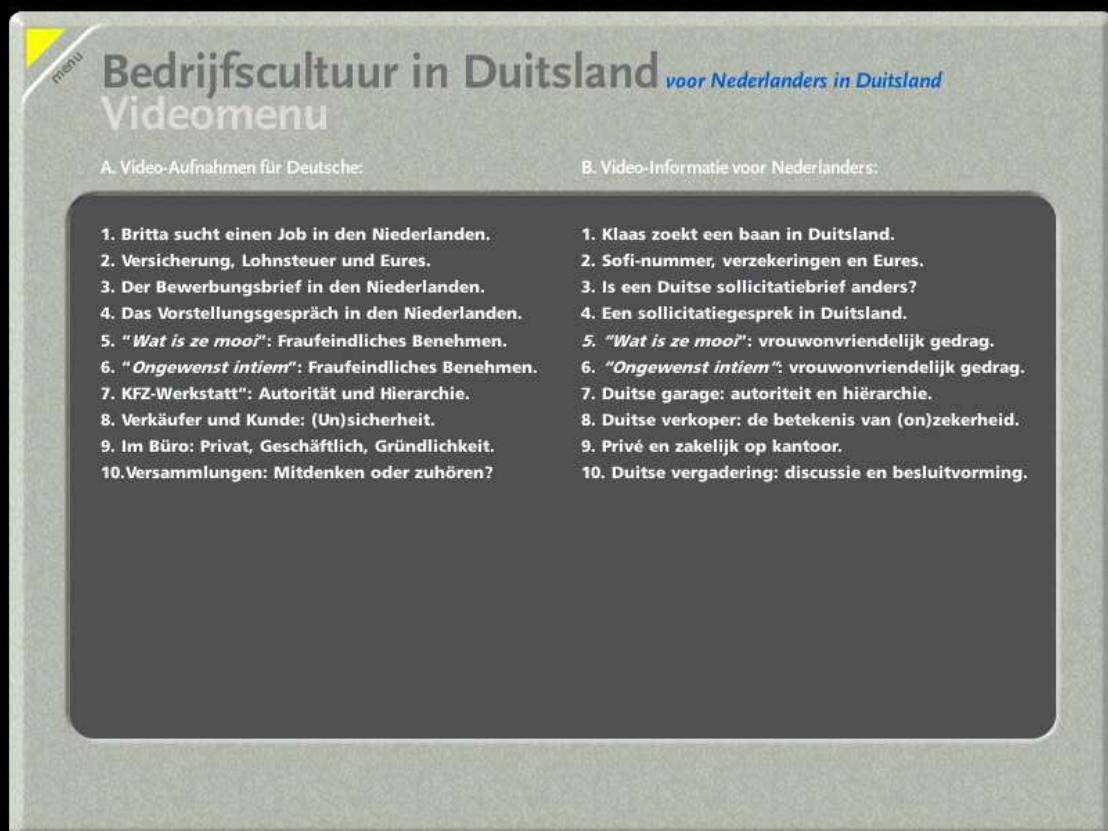 menu
Bedrijfscultuur in Duitsland voor Nederlanders in Duitsland
Videomenu
A. Video-Aufnahmen für Deutsche:
1. Britta sucht einen Job in den Niederlanden.
2. Versicherung, Lohnsteuer und Eures.
3. Der Bewerbungsbrief in den Niederlanden.
4. Das Vorstellungsgespräch in den Niederlanden.
5. “Wat is ze mooi”: Fraufeindliches Benehmen.
6. “Ongewenst intiem”: Fraufeindliches Benehmen.
7. KFZ-Werkstatt”: Autorität und Hierarchie.
8. Verkäufer und Kunde: (Un)sicherheit.
9. Im Büro: Privat, Geschäftlich, Gründlichkeit.
10.Versammlungen: Mitdenken oder zuhören?
B. Video-Informatie voor Nederlanders:
1. Klaas zoekt een baan in Duitsland.
2. Sofi-nummer, verzekeringen en Eures.
3. Is een Duitse sollicitatiebrief anders?
4. Een sollicitatiegesprek in Duitsland.
5. “Wat is ze mooi”: vrouwonvriendelijk gedrag.
6. “Ongewenst intiem“: vrouwonvriendelijk gedrag.
7. Duitse garage: autoriteit en hiërarchie.
8. Duitse verkoper: de betekenis van (on)zekerheid.
9. Privé en zakelijk op kantoor.
10. Duitse vergadering: discussie en besluitvorming.